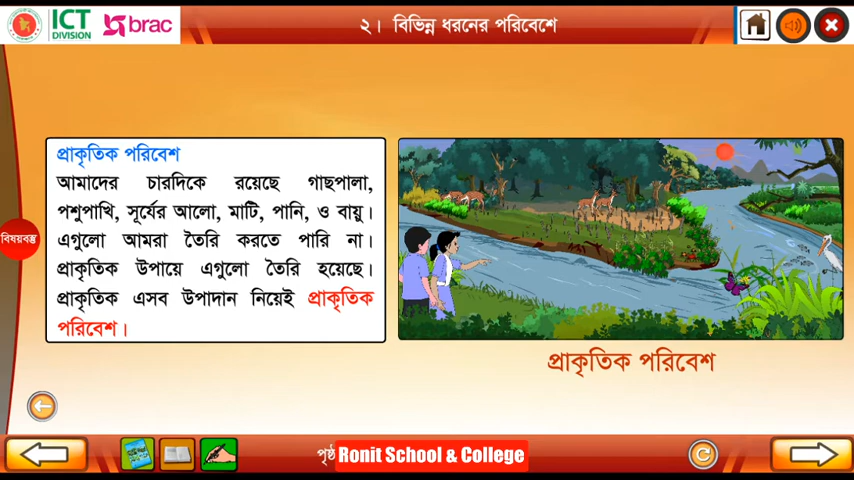 ICT
DIVISION
brac
২। বিভিন্ন ধরনের পরিবেশে
প্রাকৃতিক পরিবেশ
আমাদের চারদিকে রয়েছে গাছপালা,
পশুপাখি, সূর্যের আলো, মাটি, পানি, ও বায়ু।
এগুলো আমরা তৈরি করতে পারি না।
প্রাকৃতিক উপায়ে এগুলো তৈরি হয়েছে।
প্রাকৃতিক এসব উপাদান নিয়েই প্রাকৃতিক
পরিবেশ।
বিষয়বস্তু
প্রাকৃতিক পরিবেশ
Ronit School & College